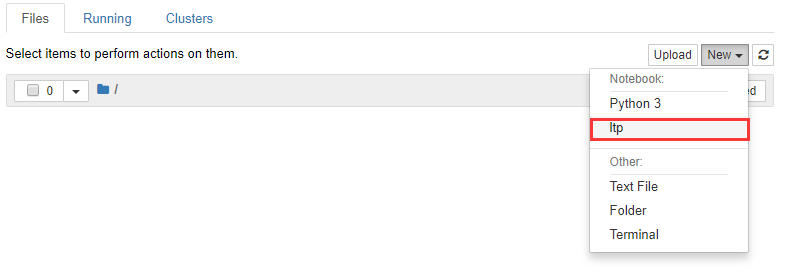 Files Running Clusters
Select items to perform actions on them.
Upload New
0 /
Notebook:
Python 3
ltp
Other:
Text File
Folder
Terminal